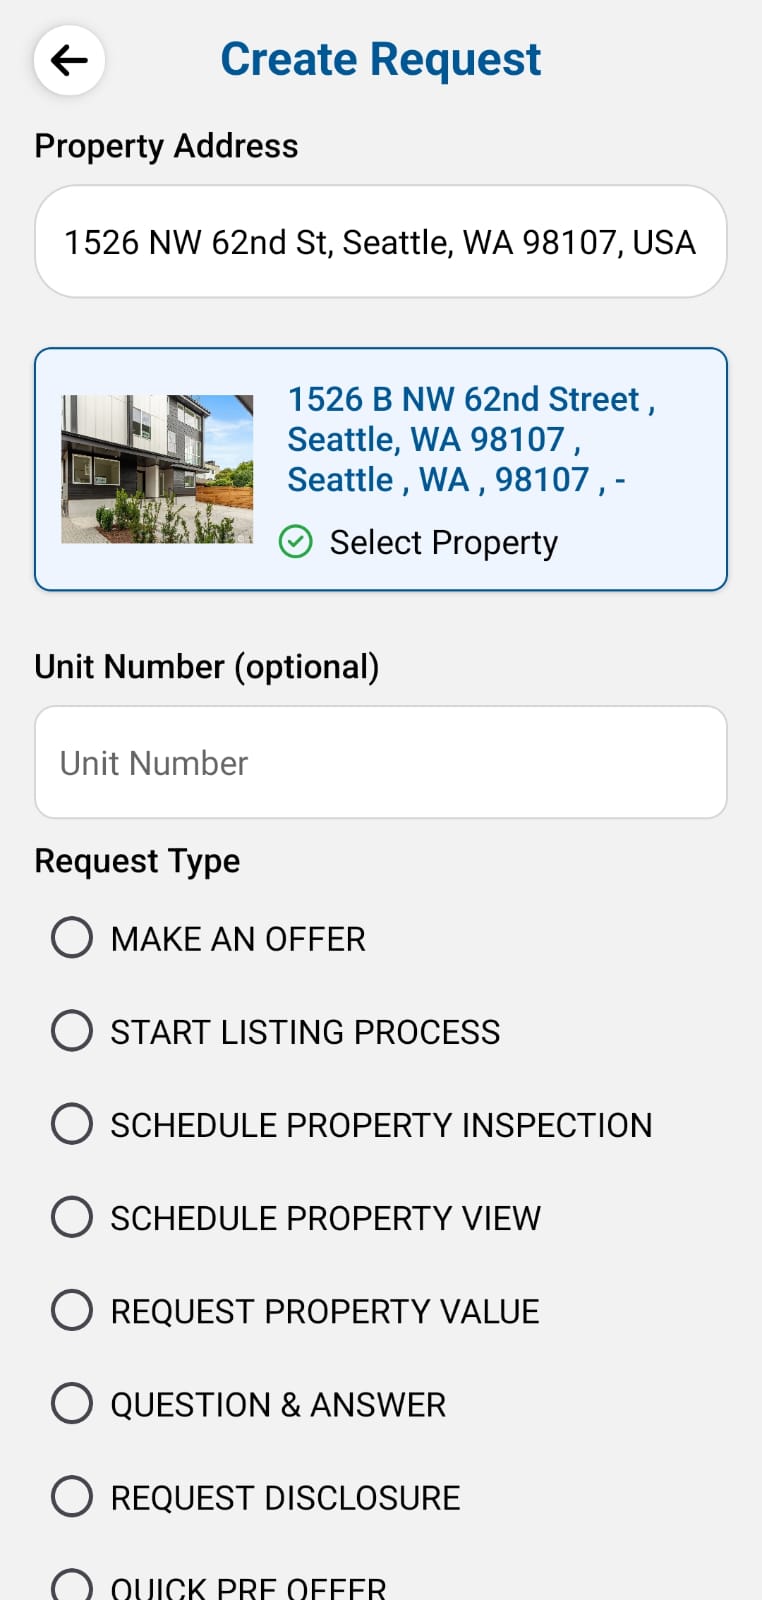 Create Request
Property Address
1526 NW 62nd St, Seattle, WA 98107, USA
1526 B NW 62nd Street ,
Seattle, WA 98107 ,
Seattle , WA , 98107 , -
Select Property
Unit Number (optional)
Unit Number
Request Type
MAKE AN OFFER
START LISTING PROCESS
SCHEDULE PROPERTY INSPECTION
SCHEDULE PROPERTY VIEW
REQUEST PROPERTY VALUE
QUESTION & ANSWER
REQUEST DISCLOSURE
QUICK PRE OFFER